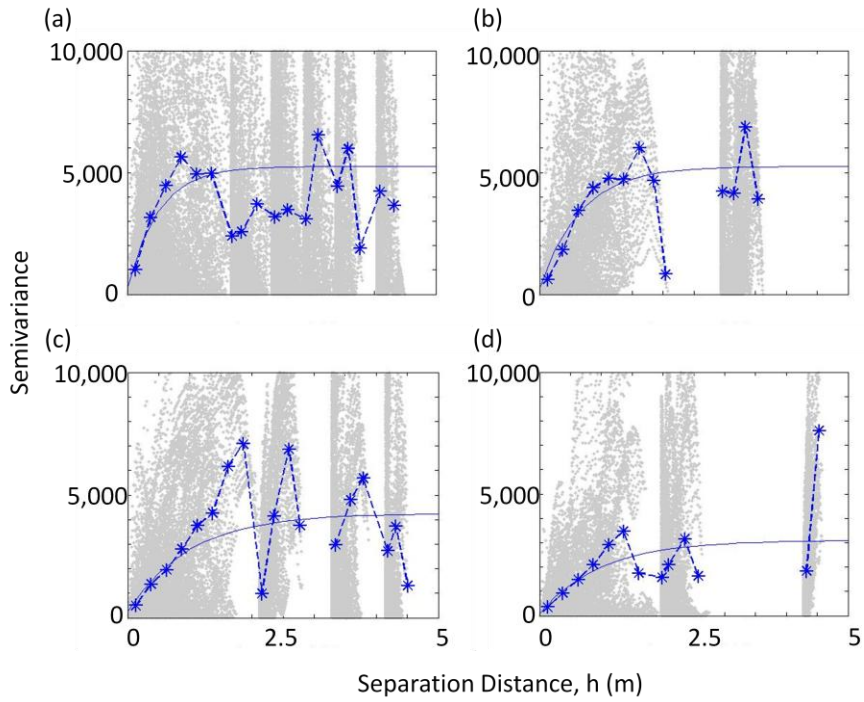 (a) (b)
10,000 10,000
5,000 5,000
0 0
Semivariance
(c) (d)
10,000 10,000
5,000 5,000
0 0
0 2.5 5 0 2.5 5
Separation Distance, h (m)